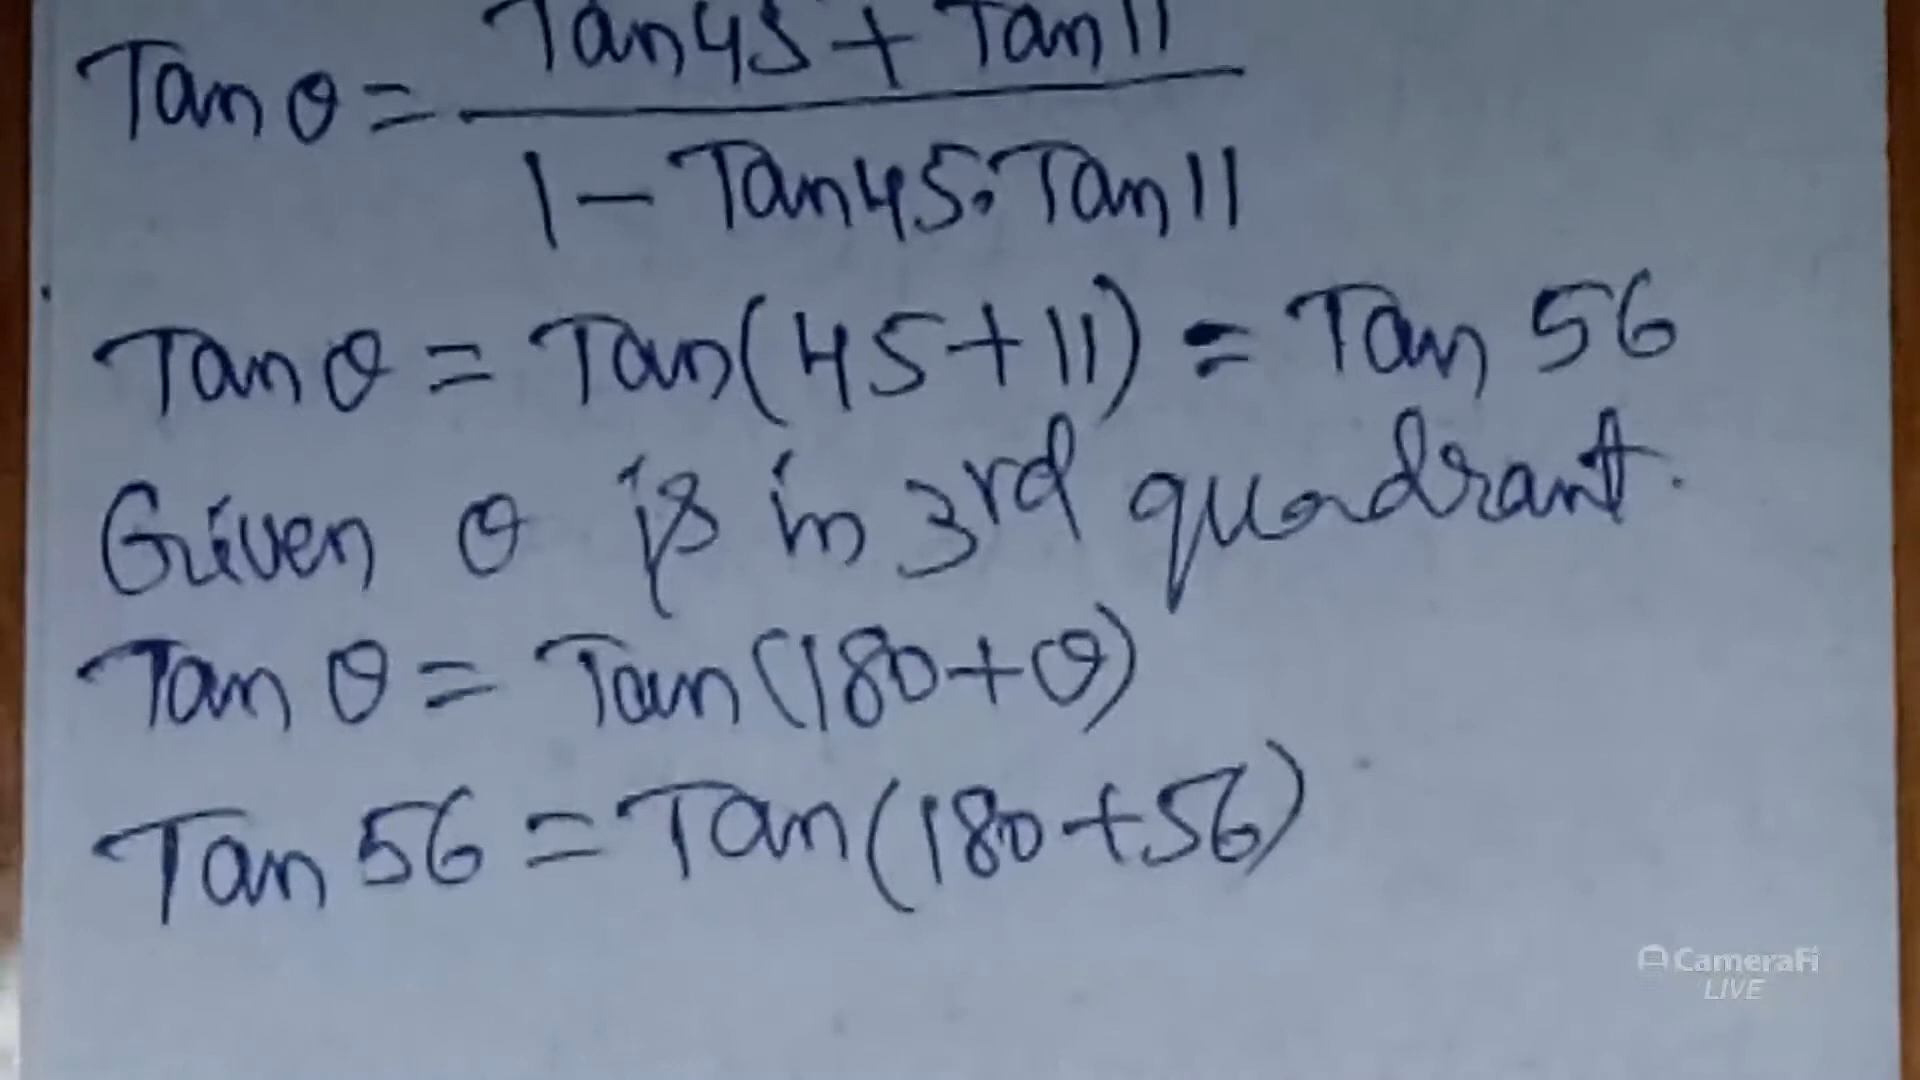 Tan θ = Tan45 + Tan11
1 - Tan45.Tan11
Tan θ = Tan(45+11) = Tan 56
Given θ is in 3rd quadrant.
Tan θ = Tan(180+θ)
Tan 56 = Tan(180+56)
CameraFi
LIVE